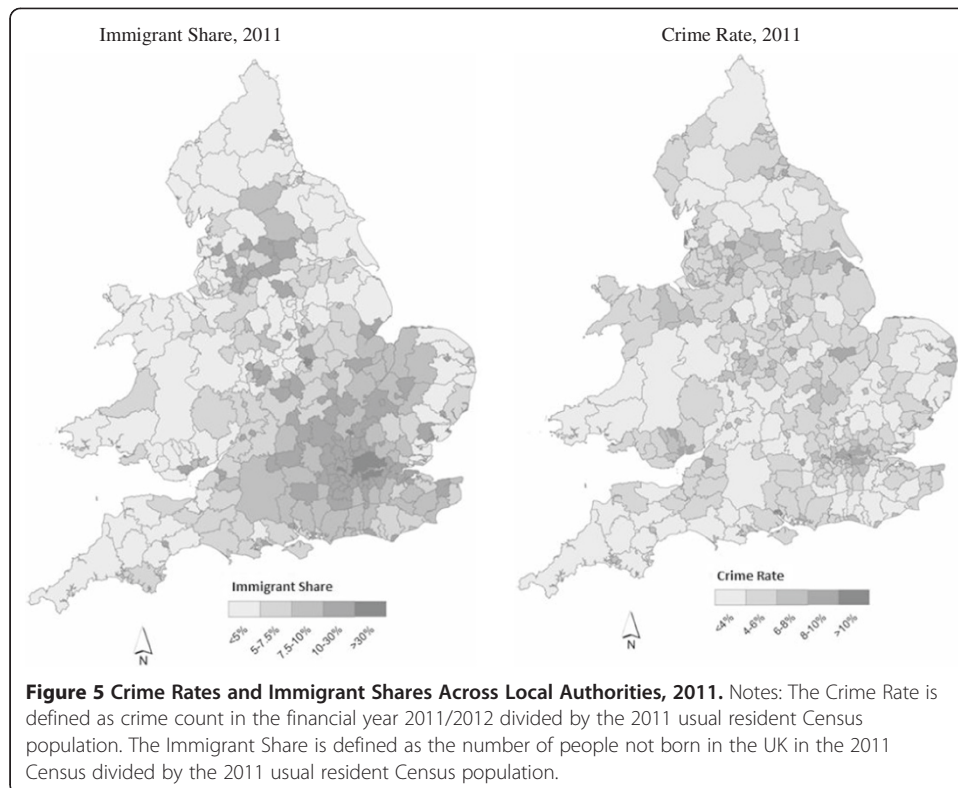 Immigrant Share, 2011
Crime Rate, 2011
Immigrant Share
<5%
5-7.5%
7.5-10%
10-30%
>30%
N
Crime Rate
<4%
4-6%
6-8%
8-10%
>10%
N
Figure 5 Crime Rates and Immigrant Shares Across Local Authorities, 2011. Notes: The Crime Rate is
defined as crime count in the financial year 2011/2012 divided by the 2011 usual resident Census
population. The Immigrant Share is defined as the number of people not born in the UK in the 2011
Census divided by the 2011 usual resident Census population.